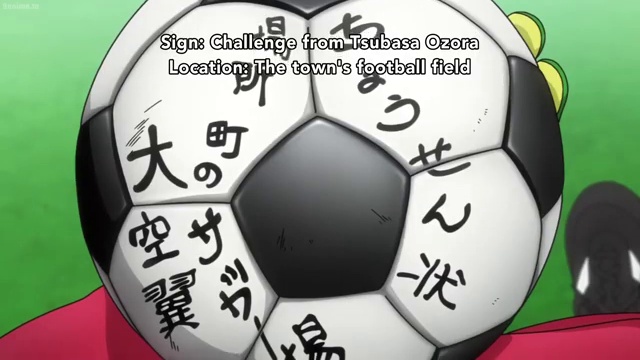 Sign: Challenge from Tsubasa Ozora
Location: The town's football field
ちょうせん状
場所
町の
サッカー
場
大空翼